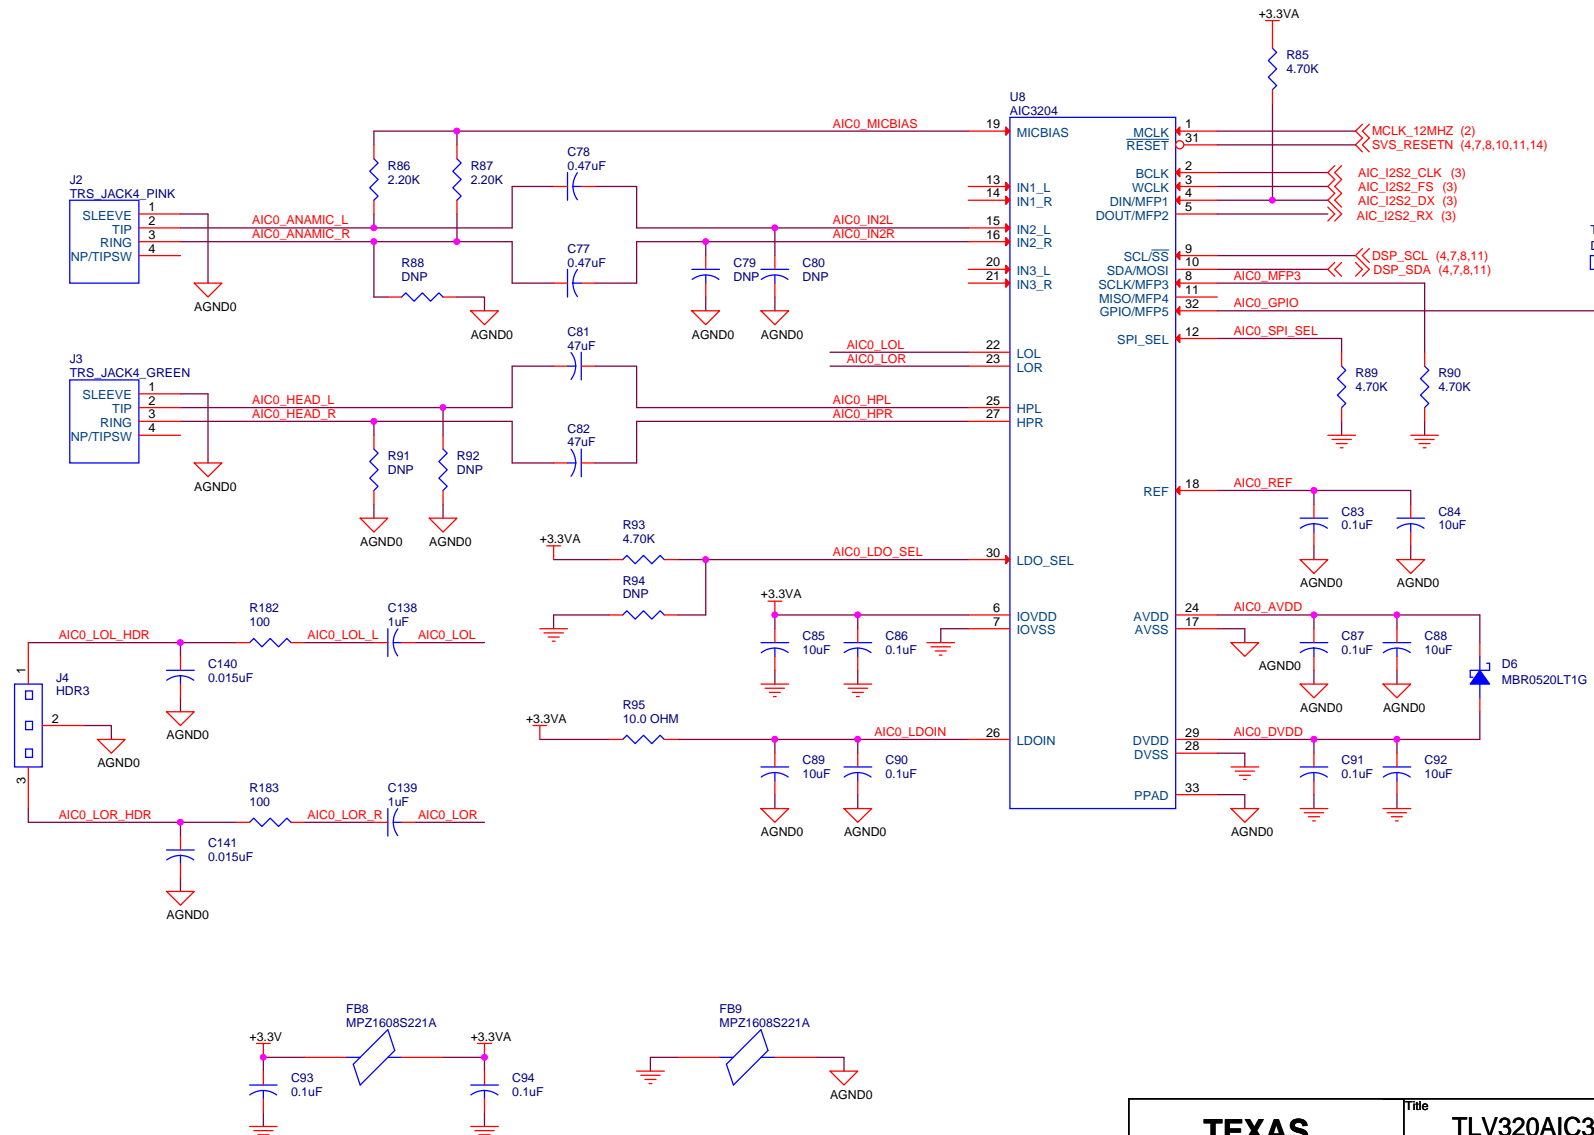 +3.3VA
R85
4.70K
U8
AIC3204
AIC0_MICBIAS
19
MICBIAS
MCLK
1
MCLK_12MHZ (2)
RESET
31
SVS_RESETN (4,7,8,10,11,14)
R86
2.20K
R87
2.20K
C78
0.47uF
J2
TRS_JACK4_PINK
SLEEVE
1
TIP
2
RING
3
NP/TIPSW
4
AIC0_ANAMIC_L
AIC0_ANAMIC_R
AGND0
R88
DNP
AGND0
C77
0.47uF
C79
DNP
C80
DNP
AGND0
AGND0
AIC0_IN2L
AIC0_IN2R
13
IN1_L
14
IN1_R
15
IN2_L
16
IN2_R
20
IN3_L
21
IN3_R
BCLK
2
AIC_I2S2_CLK (3)
WCLK
3
AIC_I2S2_FS (3)
DIN/MFP1
4
AIC_I2S2_DX (3)
DOUT/MFP2
5
AIC_I2S2_RX (3)
SCL/SS
9
DSP_SCL (4,7,8,11)
SDA/MOSI
10
DSP_SDA (4,7,8,11)
SCLK/MFP3
8
AIC0_MFP3
MISO/MFP4
11
GPIO/MFP5
32
AIC0_GPIO
SPI_SEL
12
AIC0_SPI_SEL
R89
4.70K
R90
4.70K
J3
TRS_JACK4_GREEN
SLEEVE
1
TIP
2
RING
3
NP/TIPSW
4
AIC0_HEAD_L
AIC0_HEAD_R
AGND0
C81
47uF
C82
47uF
R91
DNP
R92
DNP
AGND0
AGND0
AIC0_LOL
AIC0_LOR
22
LOL
23
LOR
AIC0_HPL
AIC0_HPR
25
HPL
27
HPR
REF
18
AIC0_REF
C83
0.1uF
C84
10uF
AGND0
AGND0
+3.3VA
R93
4.70K
R94
DNP
AIC0_LDO_SEL
30
LDO_SEL
+3.3VA
6
IOVDD
7
IOVSS
C85
10uF
C86
0.1uF
AVDD
24
AIC0_AVDD
AVSS
17
AGND0
C87
0.1uF
C88
10uF
AGND0
AGND0
D6
MBR0520LT1G
AIC0_LOL_HDR
R182
100
AIC0_LOL_L
C138
1uF
AIC0_LOL
C140
0.015uF
AGND0
J4
HDR3
1
2
3
AGND0
+3.3VA
R95
10.0 OHM
AIC0_LDOIN
26
LDOIN
C89
10uF
C90
0.1uF
AGND0
AGND0
DVDD
29
AIC0_DVDD
DVSS
28
C91
0.1uF
C92
10uF
PPAD
33
AGND0
AIC0_LOR_HDR
R183
100
AIC0_LOR_R
C139
1uF
AIC0_LOR
C141
0.015uF
AGND0
FB8
MPZ1608S221A
+3.3V
+3.3VA
C93
0.1uF
C94
0.1uF
FB9
MPZ1608S221A
AGND0
TEXAS
Title
TLV320AIC3